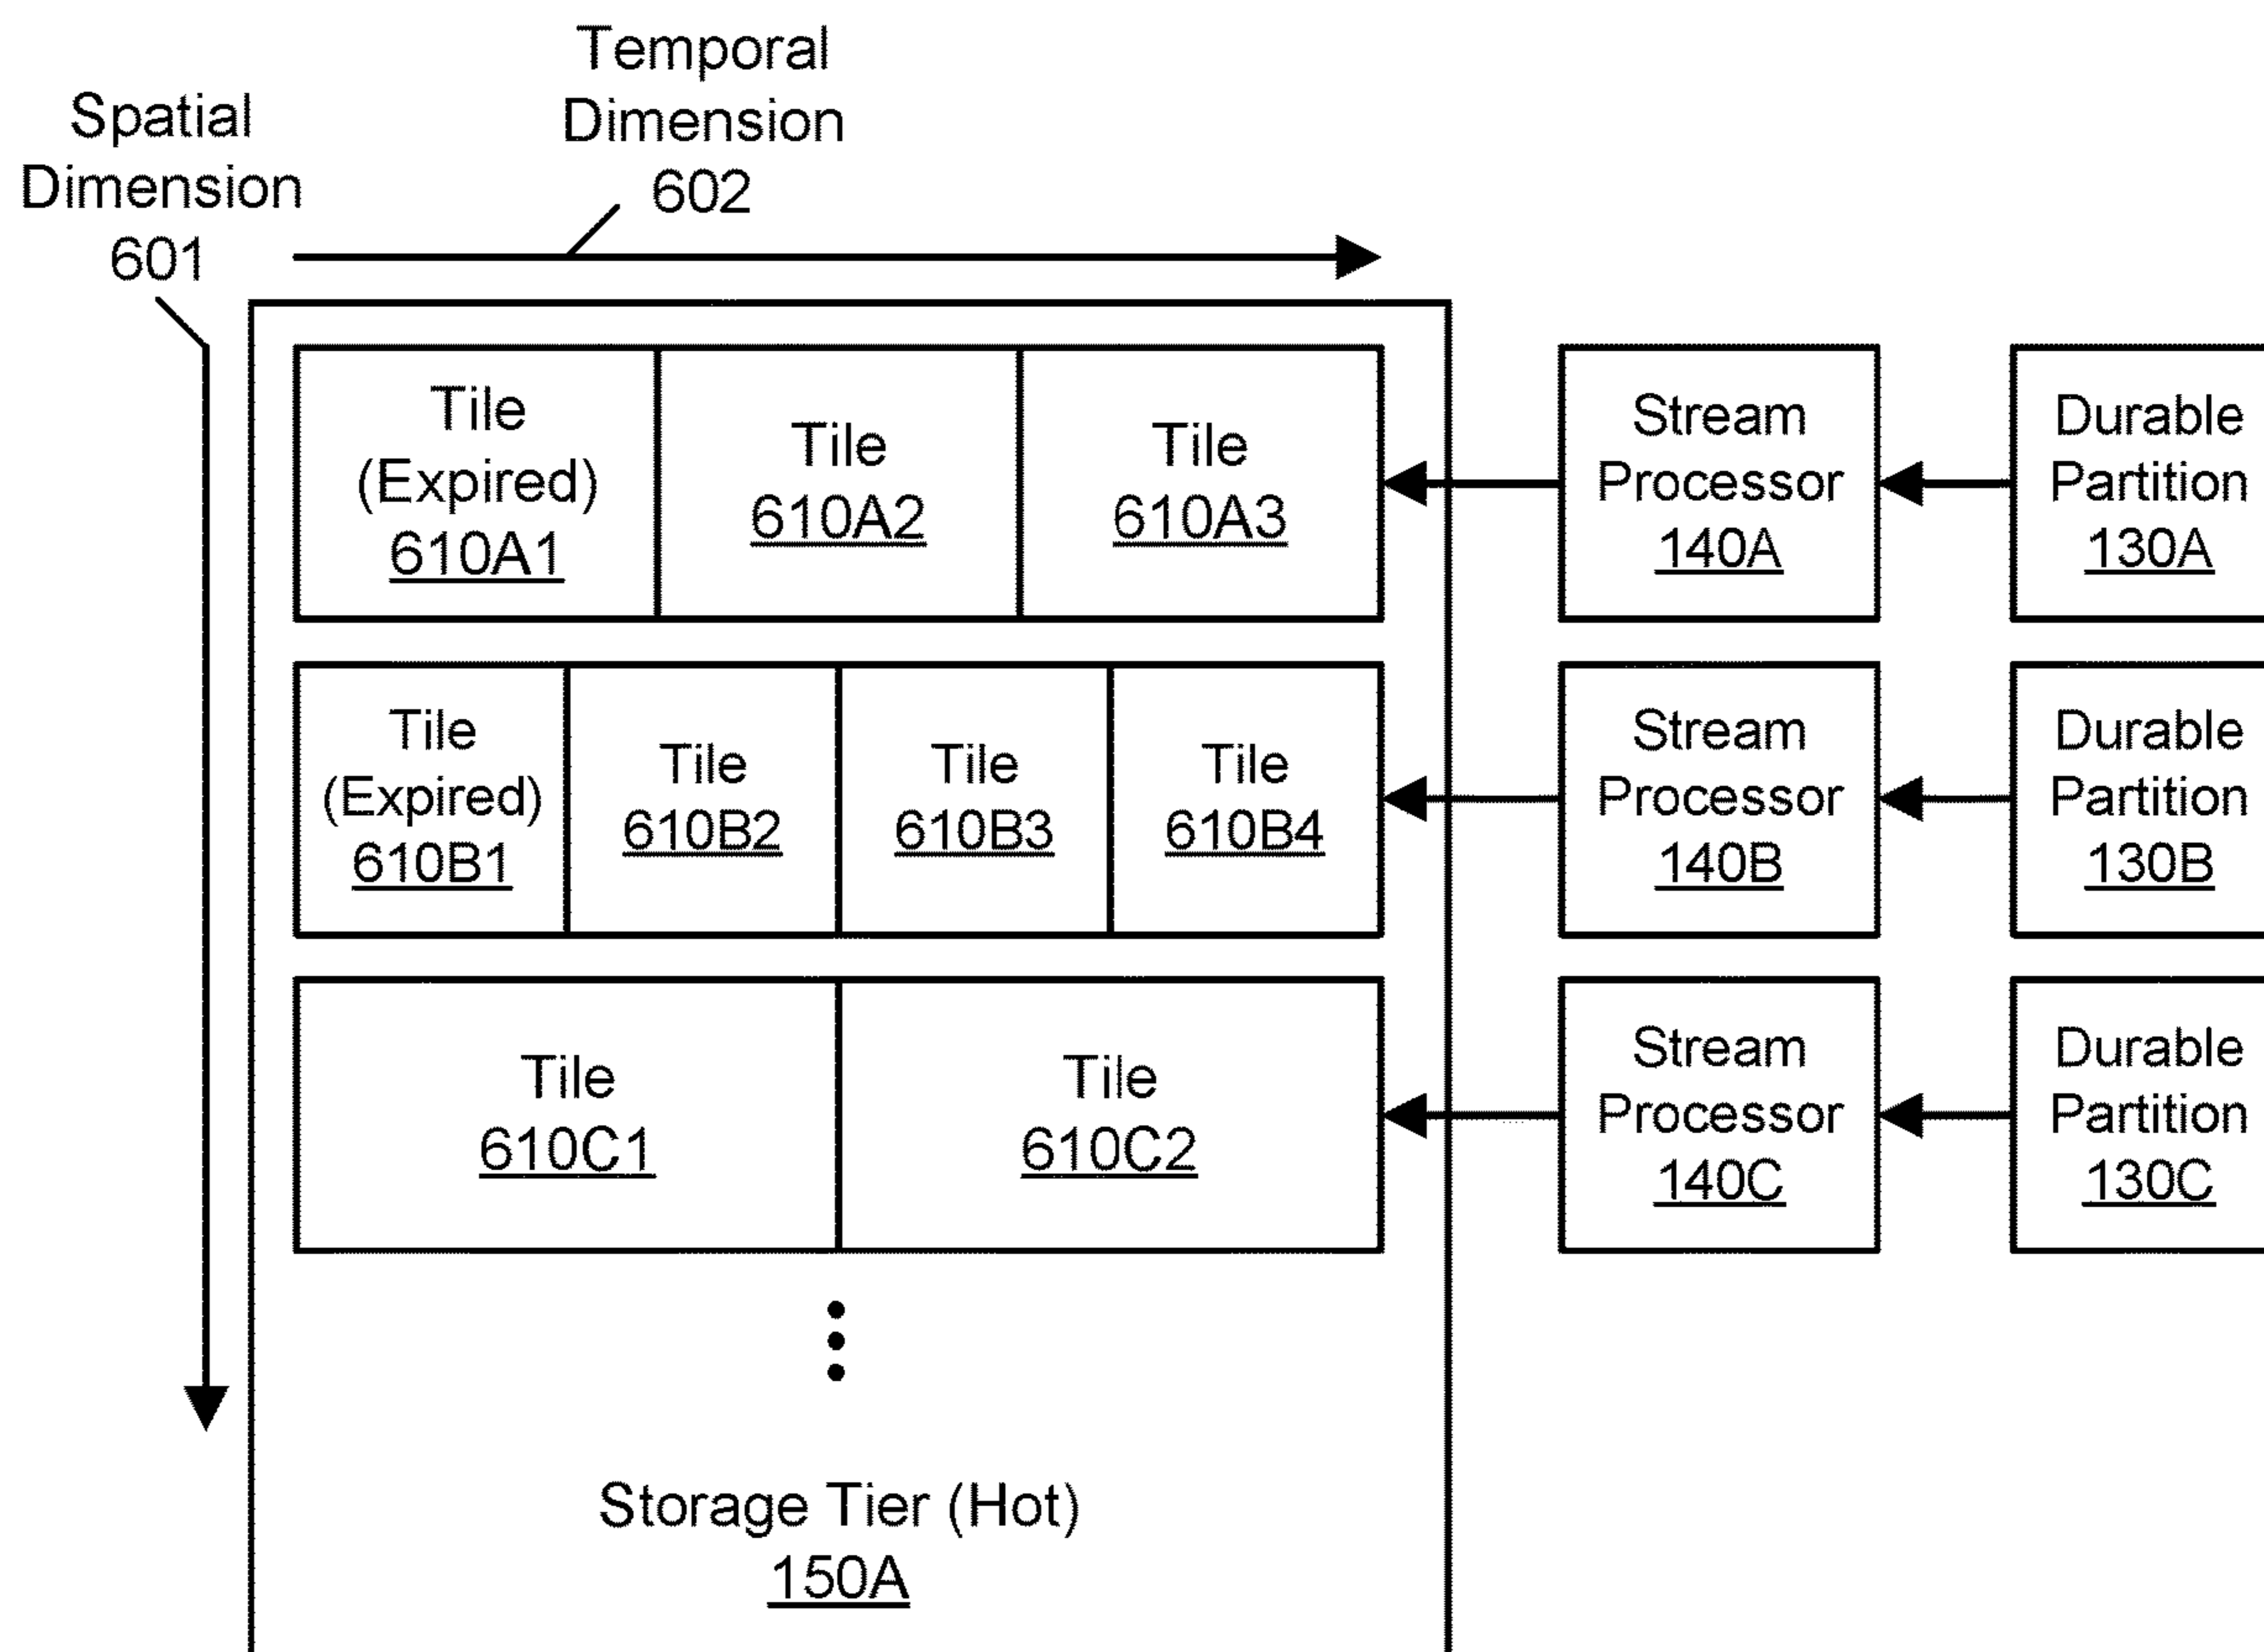 Temporal
Dimension
602
Spatial
Dimension
601
Tile
(Expired)
610A1
Tile
610A2
Tile
610A3
Stream
Processor
140A
Durable
Partition
130A
Tile
(Expired)
610B1
Tile
610B2
Tile
610B3
Tile
610B4
Stream
Processor
140B
Durable
Partition
130B
Tile
610C1
Tile
610C2
Stream
Processor
140C
Durable
Partition
130C
Storage Tier (Hot)
150A